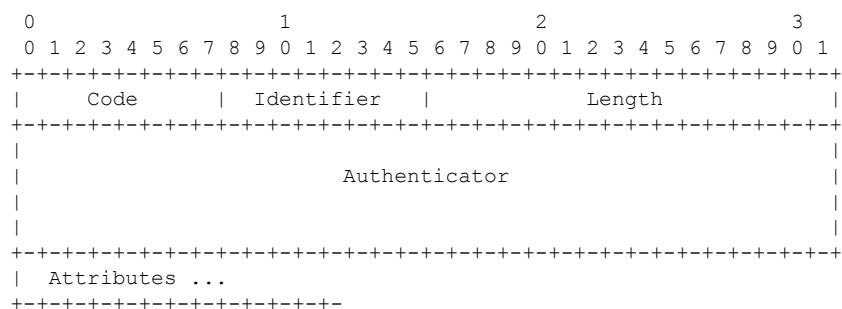 0                   1                   2                   3
0 1 2 3 4 5 6 7 8 9 0 1 2 3 4 5 6 7 8 9 0 1 2 3 4 5 6 7 8 9 0 1
+-+-+-+-+-+-+-+-+-+-+-+-+-+-+-+-+-+-+-+-+-+-+-+-+-+-+-+-+-+-+-+-+
|     Code      |  Identifier   |            Length             |
+-+-+-+-+-+-+-+-+-+-+-+-+-+-+-+-+-+-+-+-+-+-+-+-+-+-+-+-+-+-+-+-+
|                                                               |
|                         Authenticator                         |
|                                                               |
|                                                               |
+-+-+-+-+-+-+-+-+-+-+-+-+-+-+-+-+-+-+-+-+-+-+-+-+-+-+-+-+-+-+-+-+
|  Attributes ...
+-+-+-+-+-+-+-+-+-+-+-+-+-